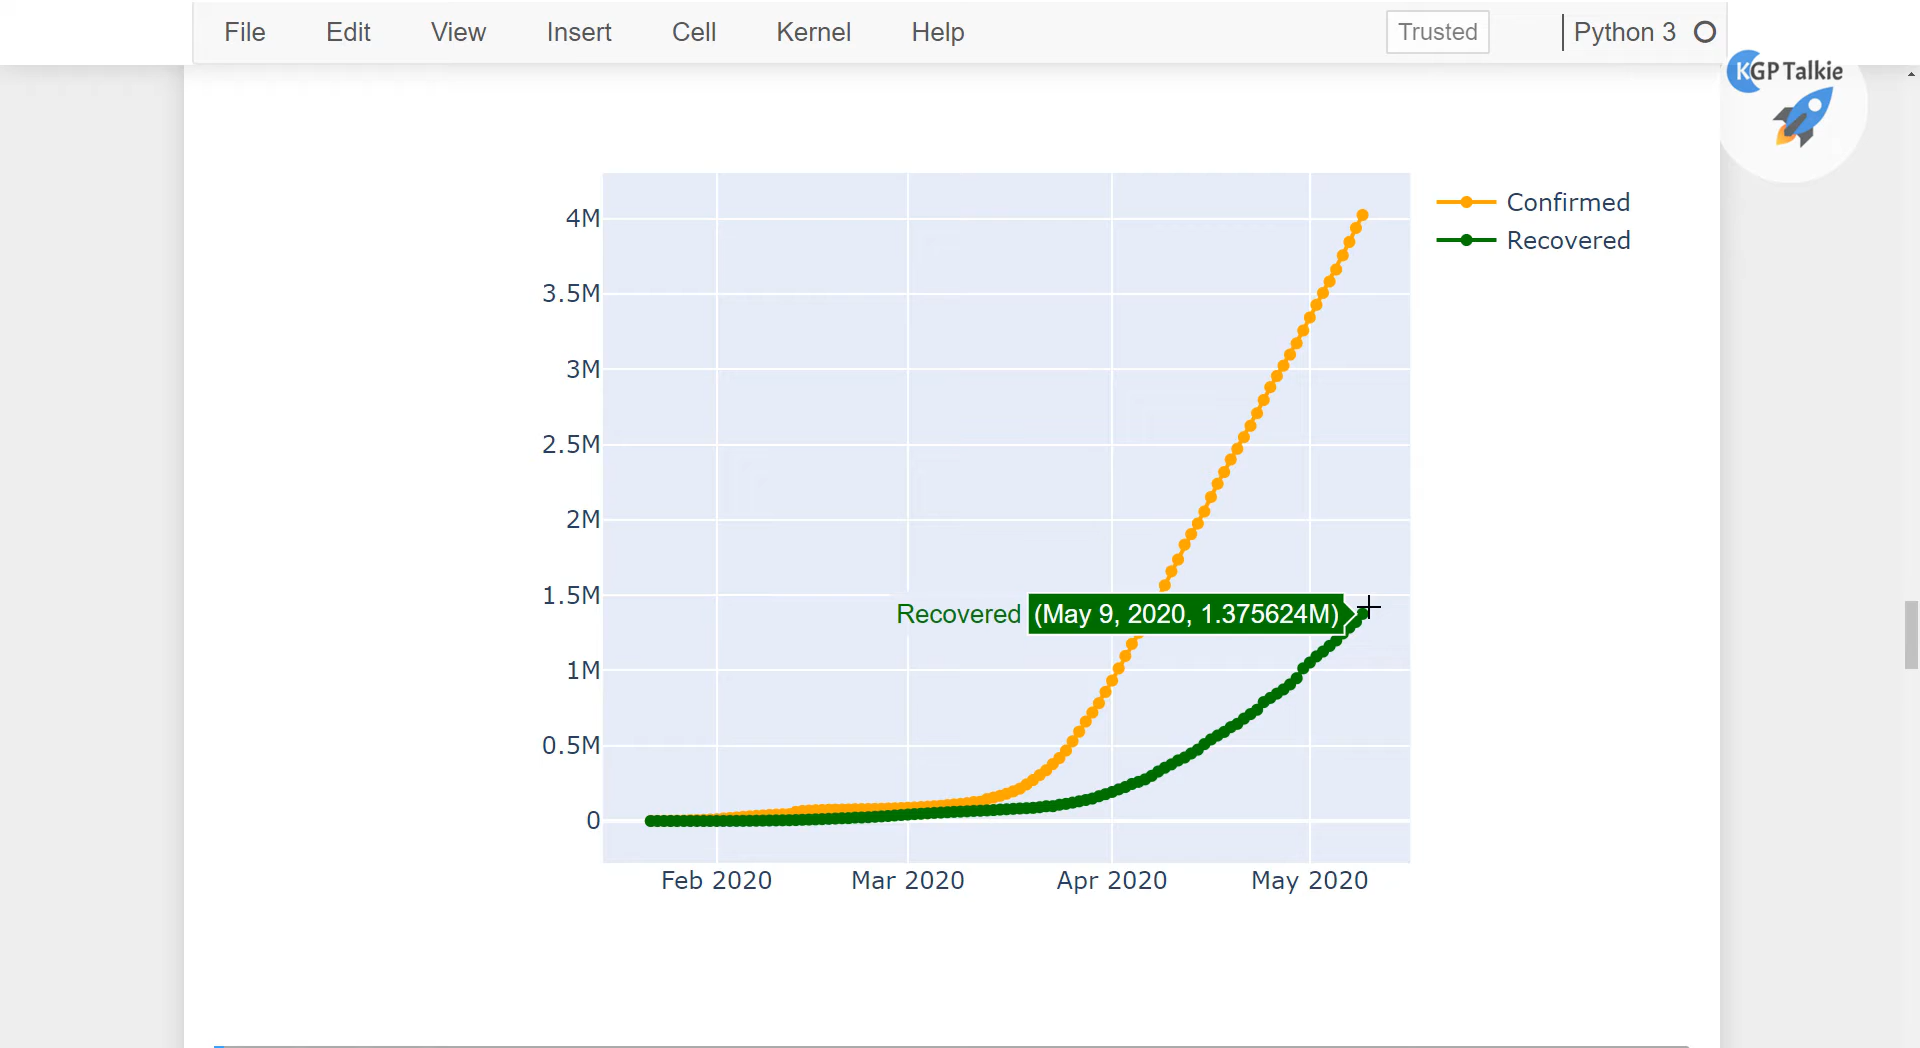 File Edit View Insert Cell Kernel Help Trusted Python 3
KGP Talkie
Confirmed
Recovered
4M
3.5M
3M
2.5M
2M
1.5M
Recovered (May 9, 2020, 1.375624M)
1M
0.5M
0
Feb 2020 Mar 2020 Apr 2020 May 2020